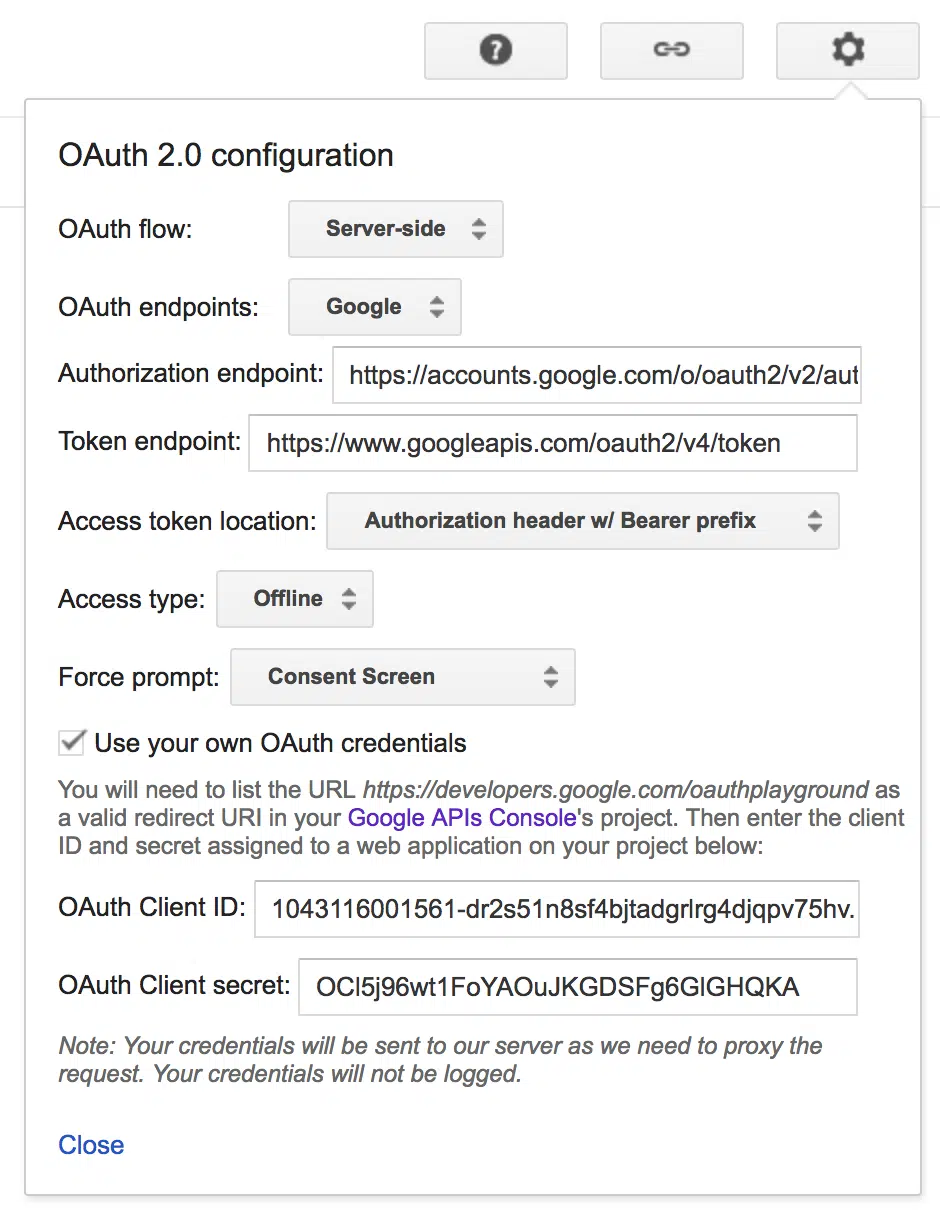 OAuth 2.0 configuration
OAuth flow: Server-side
OAuth endpoints: Google
Authorization endpoint: https://accounts.google.com/o/oauth2/v2/aut
Token endpoint: https://www.googleapis.com/oauth2/v4/token
Access token location: Authorization header w/ Bearer prefix
Access type: Offline
Force prompt: Consent Screen
Use your own OAuth credentials
You will need to list the URL https://developers.google.com/oauthplayground as
a valid redirect URI in your Google APIs Console's project. Then enter the client
ID and secret assigned to a web application on your project below:
OAuth Client ID: 1043116001561-dr2s51n8sf4bjtadgrlrg4djqpv75hv.
OAuth Client secret: OCl5j96wt1FoYAOuJKGDSFg6GlGHQKA
Note: Your credentials will be sent to our server as we need to proxy the
request. Your credentials will not be logged.
Close